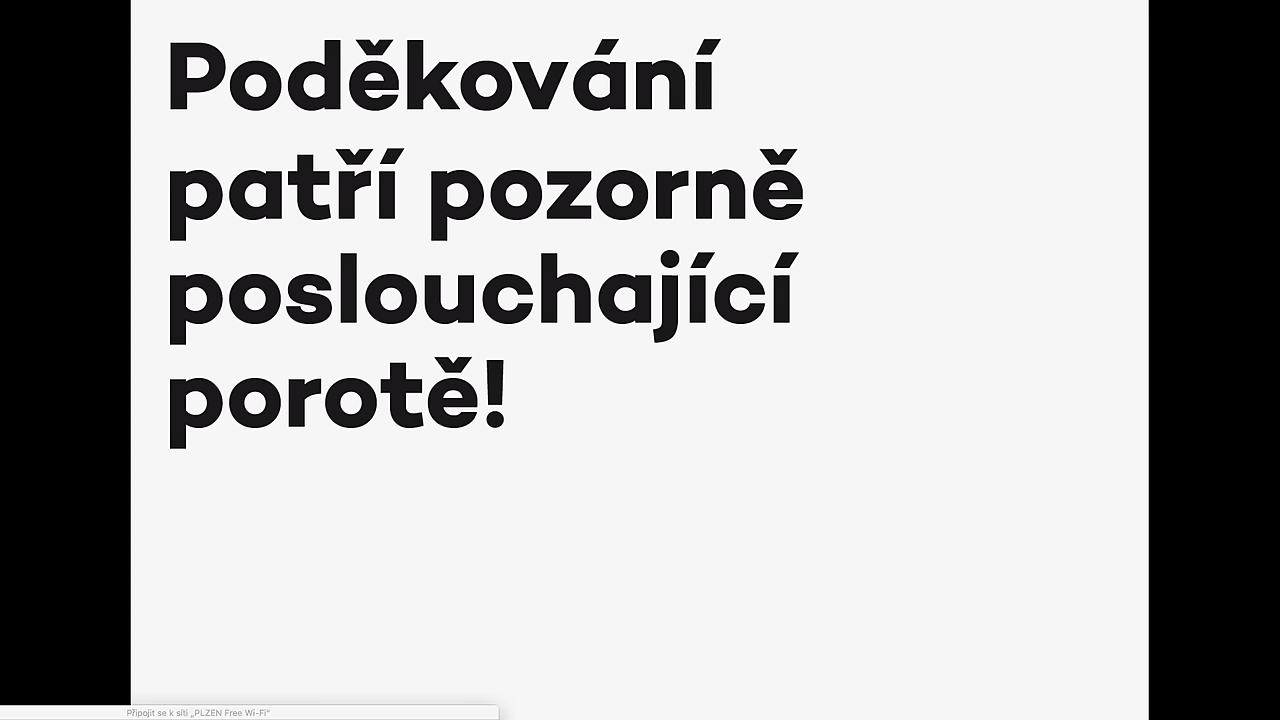 Poděkování
patří pozorně
poslouchající
porotě!
Připojit se k síti „PLZEN Free Wi-Fi“